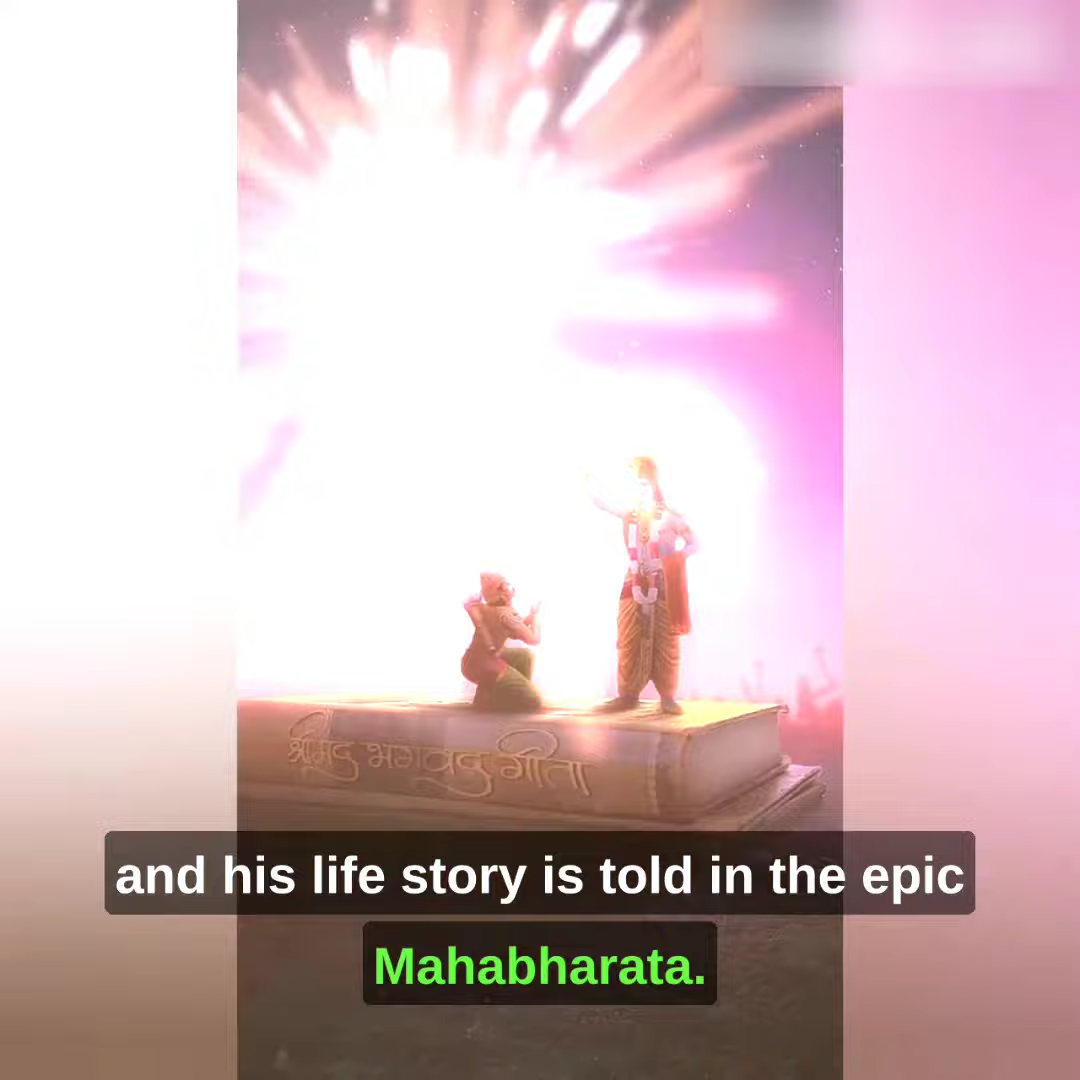 श्रीमद् भगवद् गीता
and his life story is told in the epic
Mahabharata.